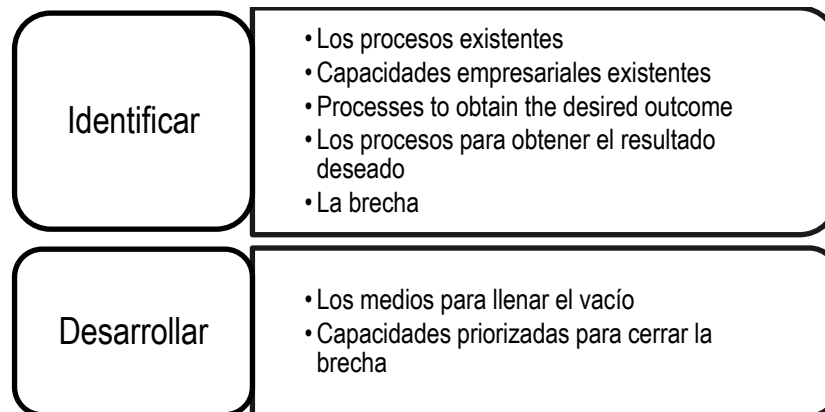 Identificar
• Los procesos existentes
• Capacidades empresariales existentes
• Processes to obtain the desired outcome
• Los procesos para obtener el resultado
deseado
• La brecha
Desarrollar
• Los medios para llenar el vacío
• Capacidades priorizadas para cerrar la
brecha